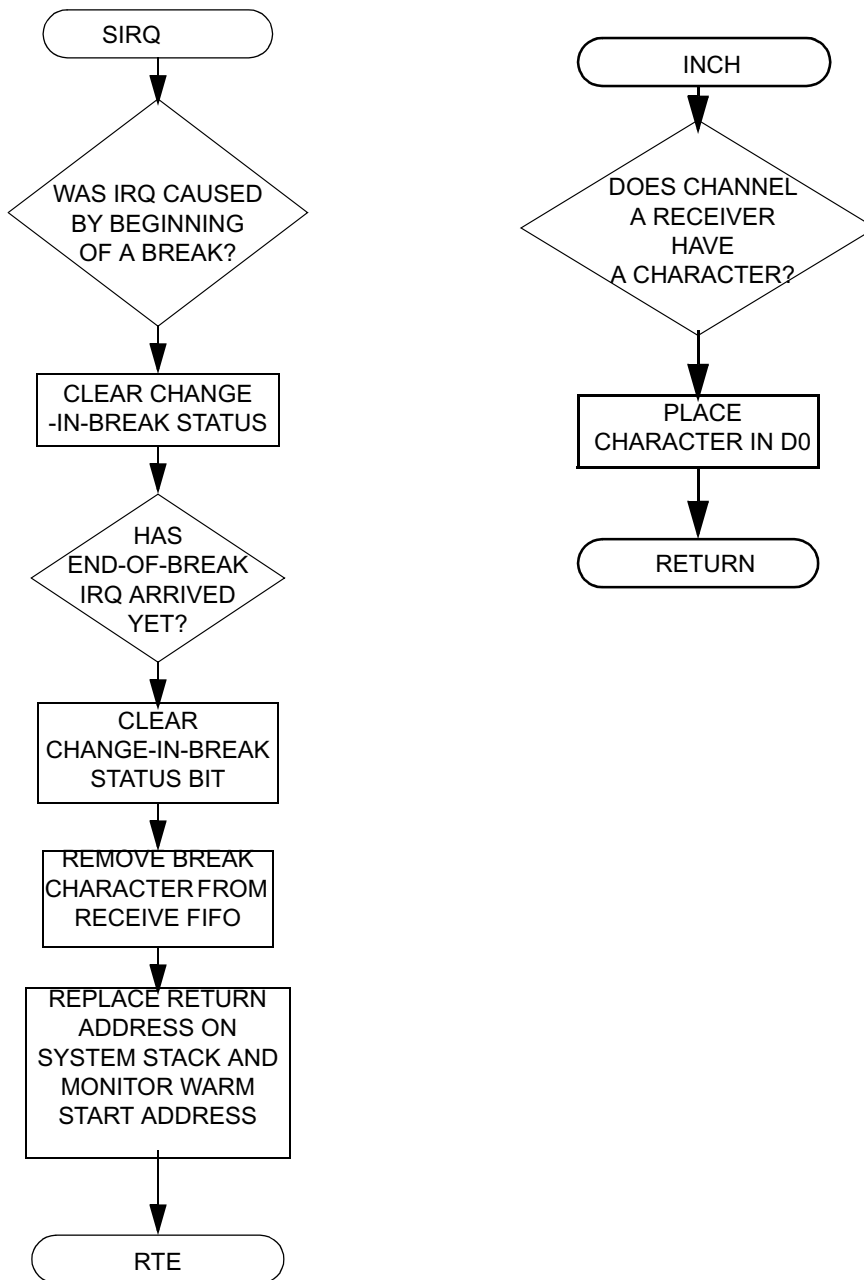 SIRQ
WAS IRQ CAUSED
BY BEGINNING
OF A BREAK?
CLEAR CHANGE
-IN-BREAK STATUS
HAS
END-OF-BREAK
IRQ ARRIVED
YET?
CLEAR
CHANGE-IN-BREAK
STATUS BIT
REMOVE BREAK
CHARACTER FROM
RECEIVE FIFO
REPLACE RETURN
ADDRESS ON
SYSTEM STACK AND
MONITOR WARM
START ADDRESS
RTE
INCH
DOES CHANNEL
A RECEIVER
HAVE
A CHARACTER?
PLACE
CHARACTER IN D0
RETURN